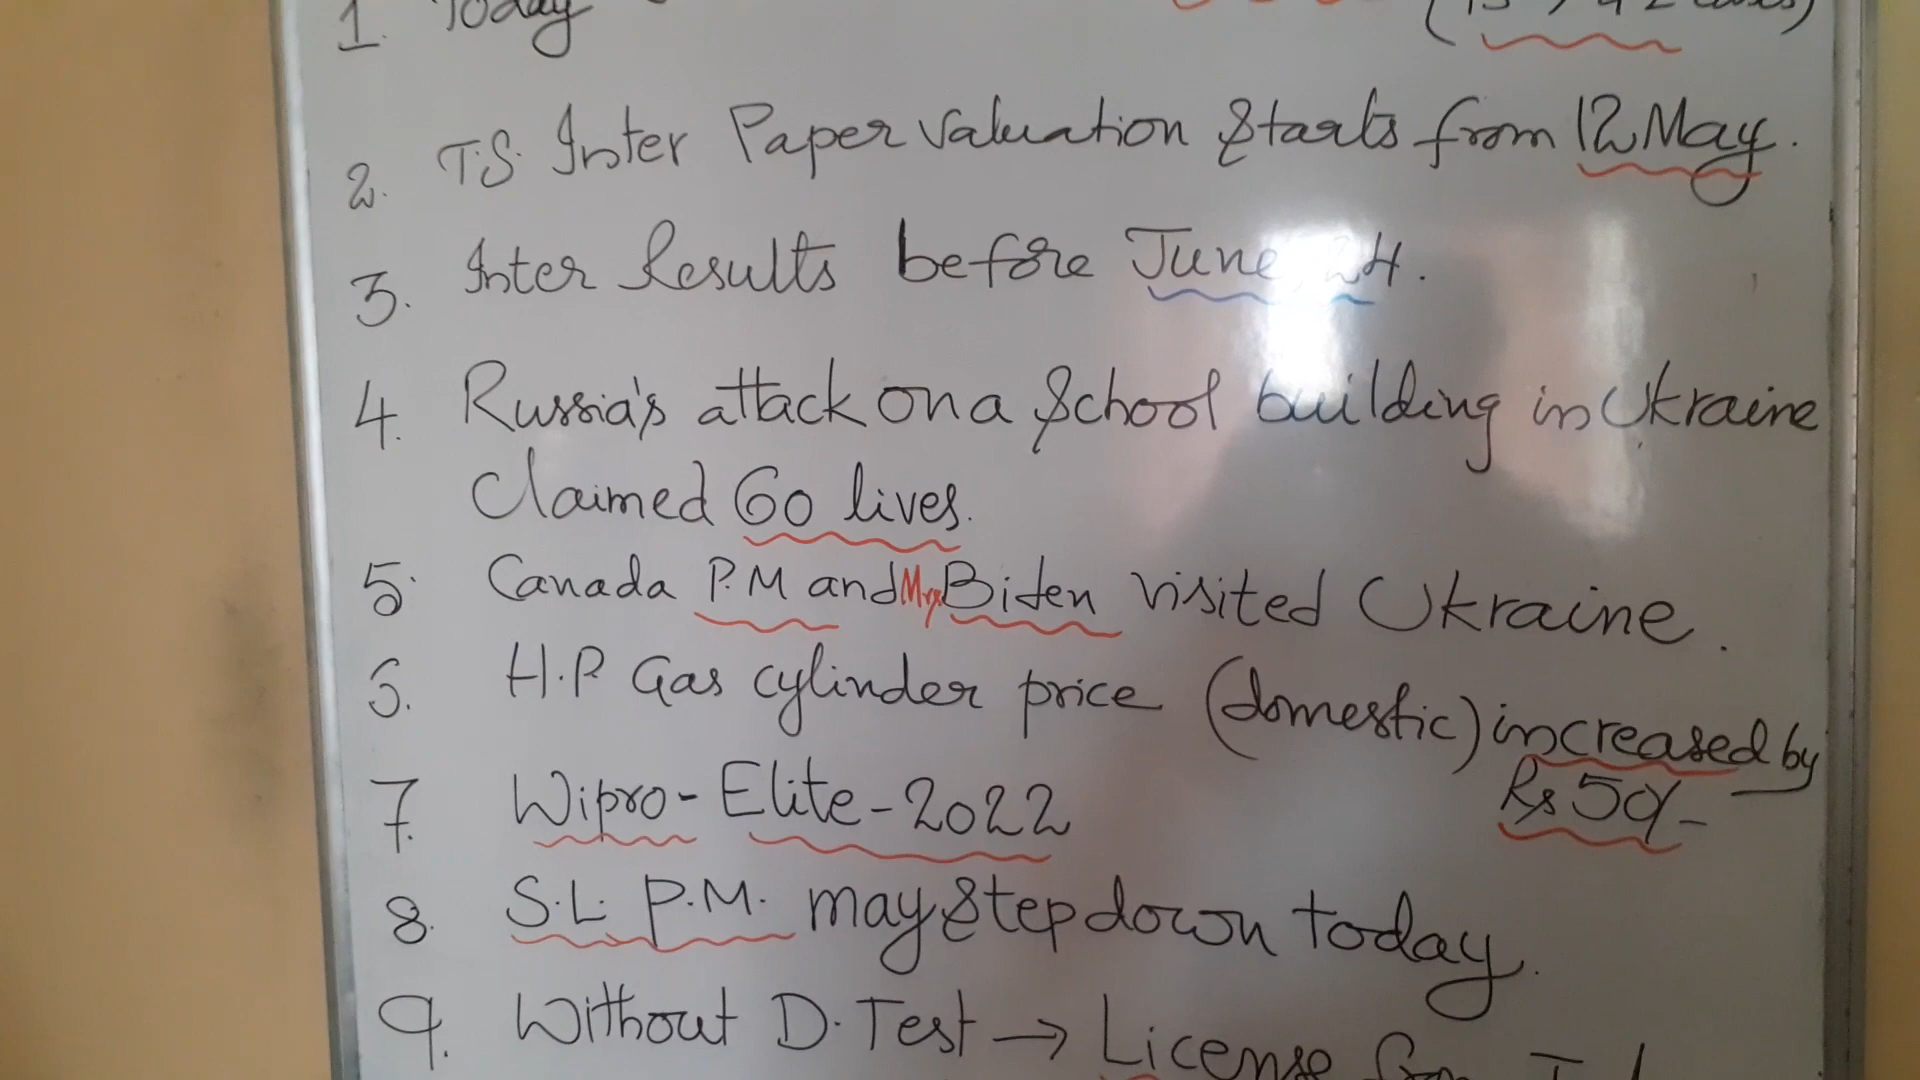 1. Today
2. T.S. Inter Paper Valuation Starts from 12 May.
3. Inter Results before June 24.
4. Russia's attack on a School building in Ukraine
Claimed 60 lives.
5. Canada P.M and Mrs Biden visited Ukraine.
6. H.P Gas cylinder price (domestic) increased by
Rs 50/-
7. Wipro - Elite - 2022
8. S.L. P.M. may Step down today.
9. Without D. Test → License